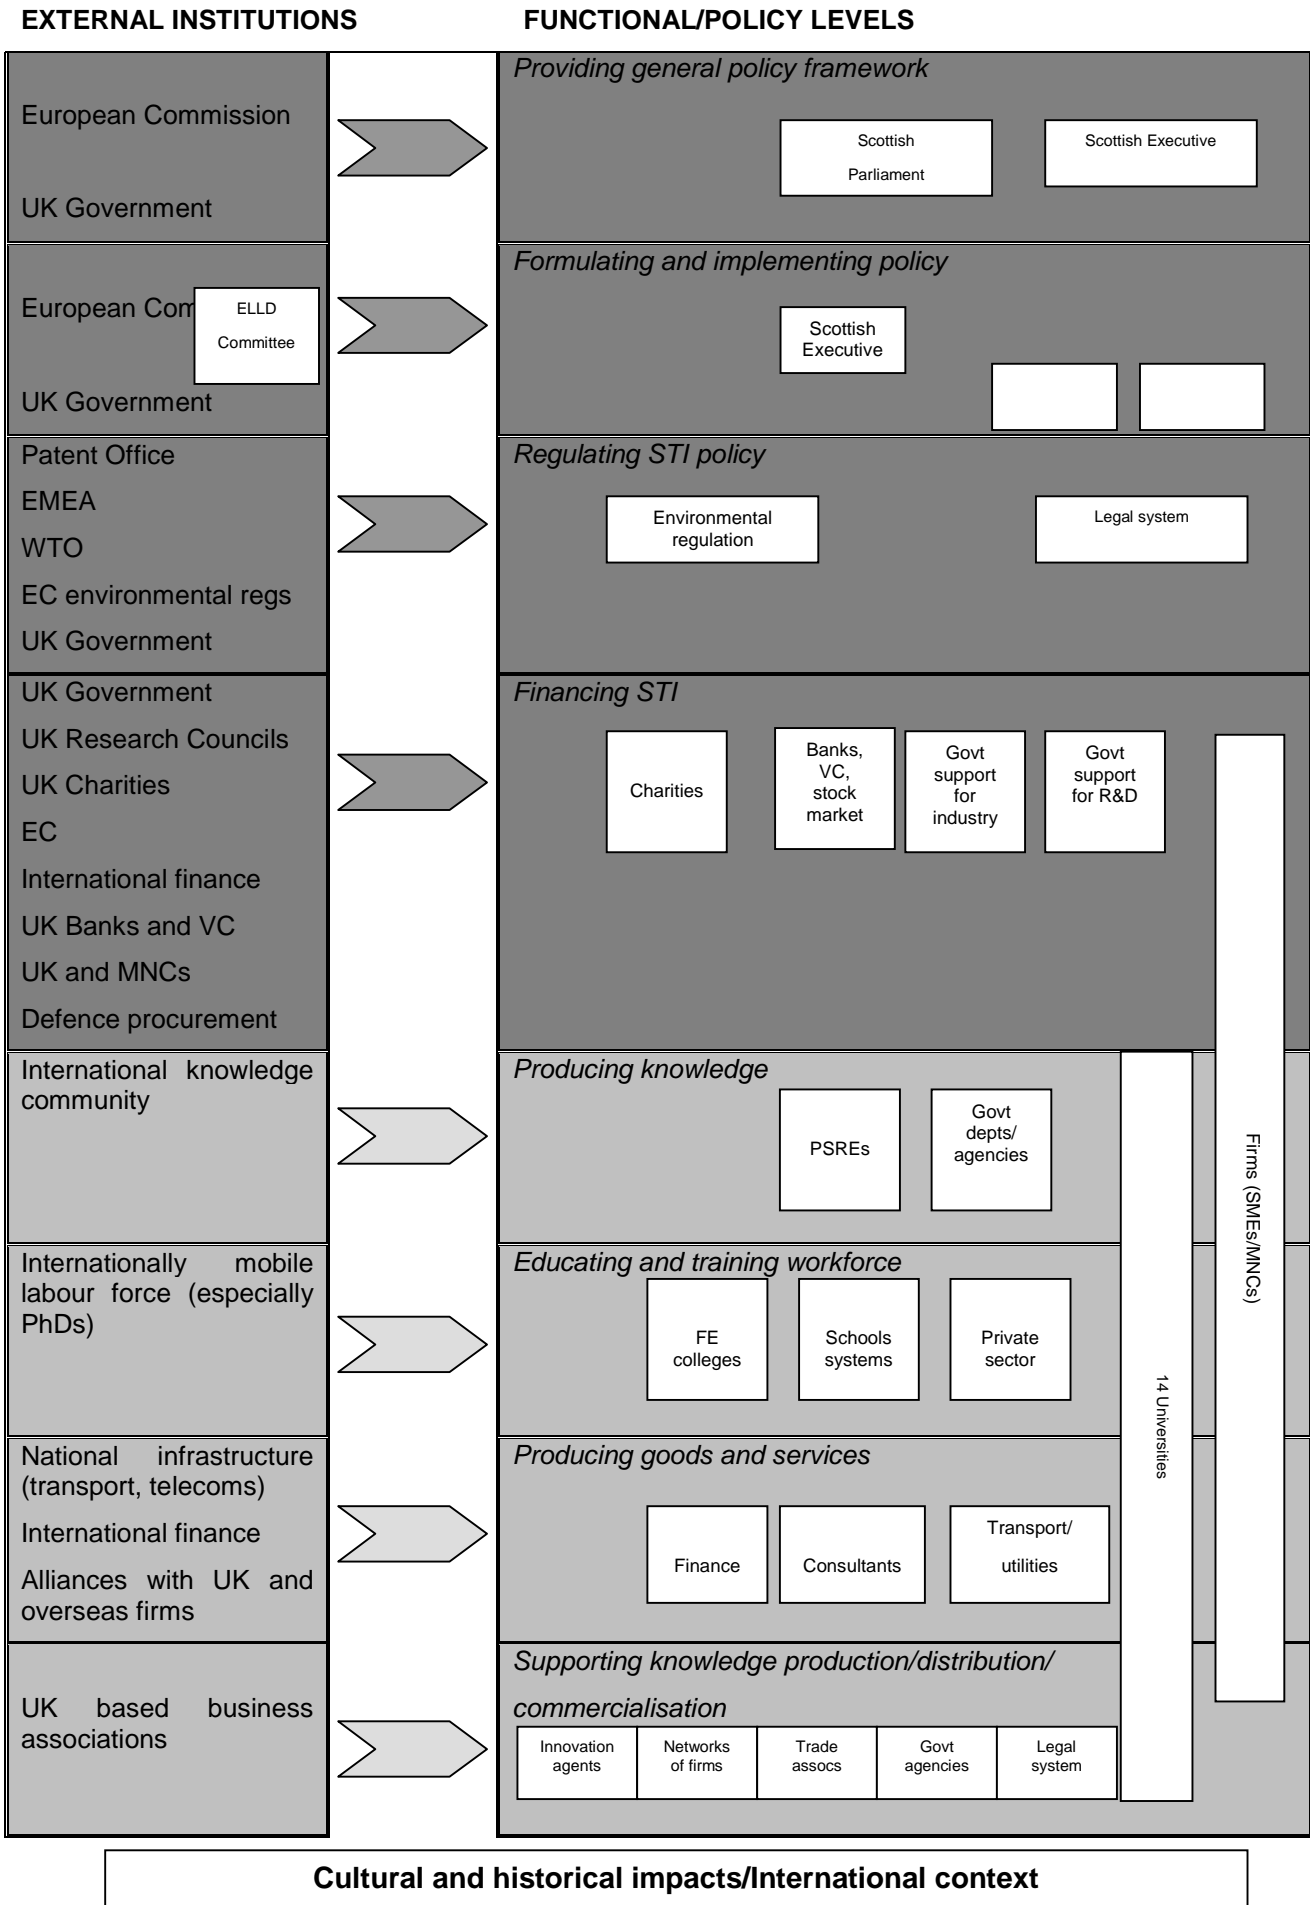 EXTERNAL INSTITUTIONS
FUNCTIONAL/POLICY LEVELS
European Commission
UK Government
Providing general policy framework
Scottish
Parliament
Scottish Executive
European Com
ELLD
Committee
UK Government
Formulating and implementing policy
Scottish
Executive
Patent Office
EMEA
WTO
EC environmental regs
UK Government
Regulating STI policy
Environmental
regulation
Legal system
UK Government
UK Research Councils
UK Charities
EC
International finance
UK Banks and VC
UK and MNCs
Defence procurement
Financing STI
Charities
Banks,
VC,
stock
market
Govt
support
for
industry
Govt
support
for R&D
Firms (SMEs/MNCs)
International knowledge
community
Producing knowledge
PSREs
Govt
depts/
agencies
14 Universities
Internationally mobile
labour force (especially
PhDs)
Educating and training workforce
FE
colleges
Schools
systems
Private
sector
National infrastructure
(transport, telecoms)
International finance
Alliances with UK and
overseas firms
Producing goods and services
Finance
Consultants
Transport/
utilities
UK based business
associations
Supporting knowledge production/distribution/
commercialisation
Innovation
agents
Networks
of firms
Trade
assocs
Govt
agencies
Legal
system
Cultural and historical impacts/International context